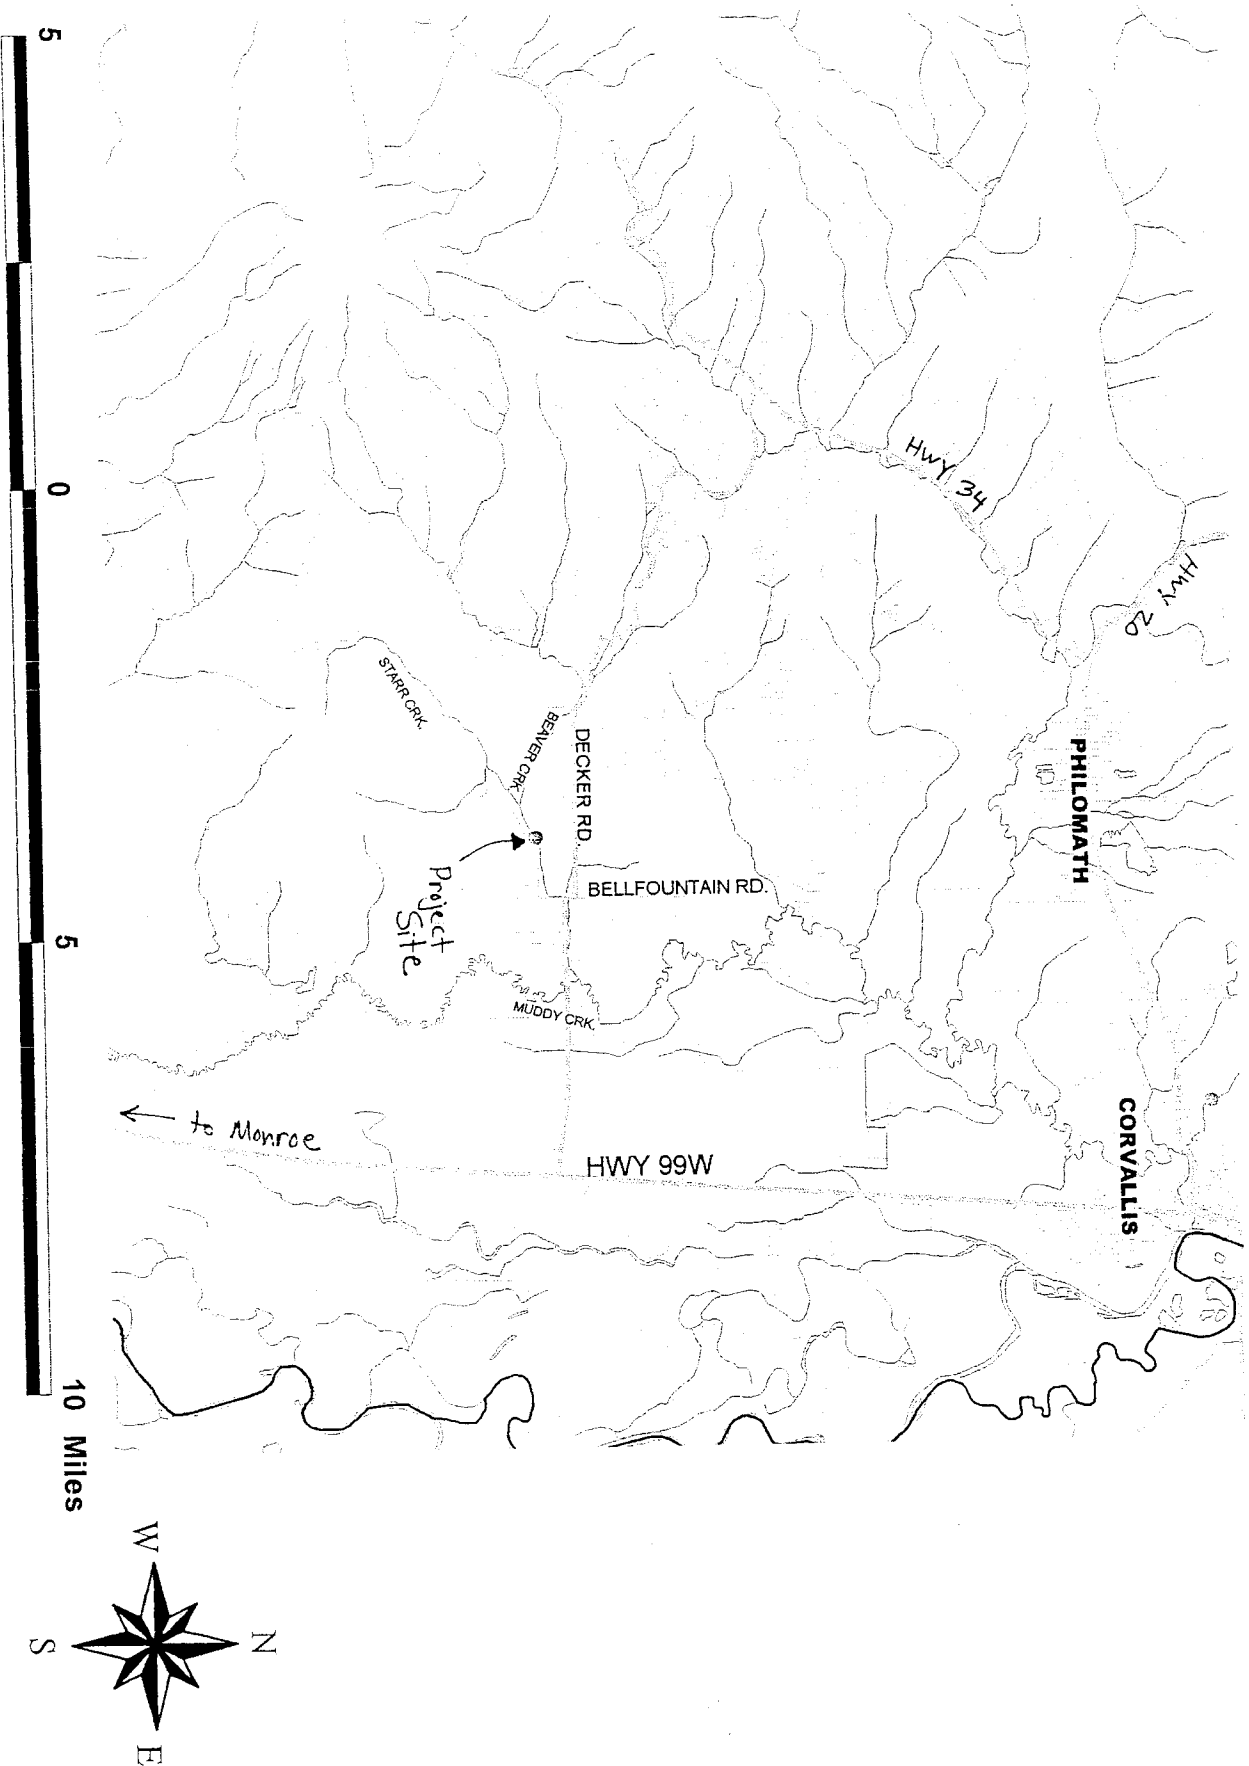 Hwy 20
HWY 34
PHILOMATH
CORVALLIS
DECKER RD.
BELLFOUNTAIN RD.
BEAVER CRK.
STARR CRK.
Project
Site
MUDDY CRK.
HWY 99W
to Monroe
5 0 5 10 Miles
N
W
E
S